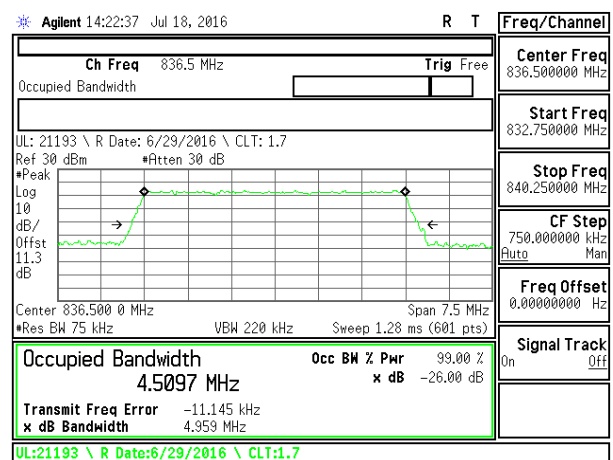 Agilent 14:22:37 Jul 18, 2016 R T
Ch Freq 836.5 MHz Trig Free
Occupied Bandwidth
UL: 21193 \ R Date: 6/29/2016 \ CLT: 1.7
Ref 30 dBm #Atten 30 dB
#Peak
Log
10
dB/
Offst
11.3
dB
Center 836.500 0 MHz Span 7.5 MHz
#Res BW 75 kHz VBW 220 kHz Sweep 1.28 ms (601 pts)
Occupied Bandwidth Occ BW % Pwr 99.00 %
4.5097 MHz x dB -26.00 dB
Transmit Freq Error -11.145 kHz
x dB Bandwidth 4.959 MHz
UL:21193 \ R Date:6/29/2016 \ CLT:1.7
Freq/Channel
Center Freq
836.500000 MHz
Start Freq
832.750000 MHz
Stop Freq
840.250000 MHz
CF Step
750.000000 kHz
Auto Man
Freq Offset
0.00000000 Hz
Signal Track
On Off